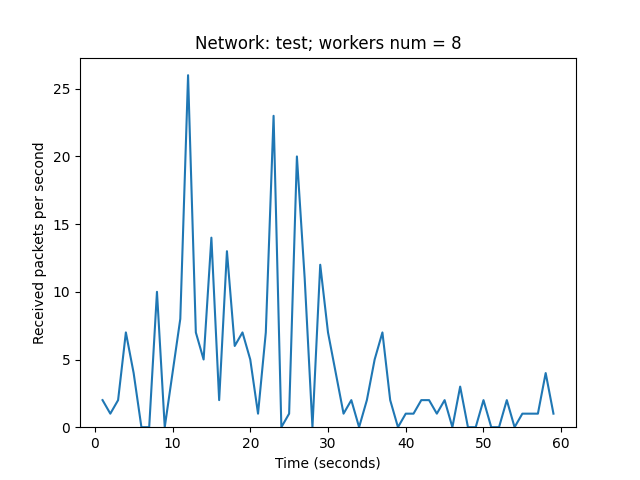 Network: test; workers num = 8
25
20
15
10
5
0
Received packets per second
0 10 20 30 40 50 60
Time (seconds)